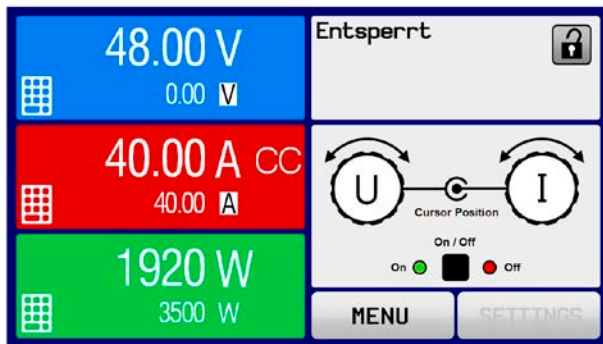 48.00 V
0.00 V
40.00 A CC
40.00 A
1920 W
3500 W
Entsperrt
U
I
Cursor Position
On / Off
On
Off
MENU
SETTINGS